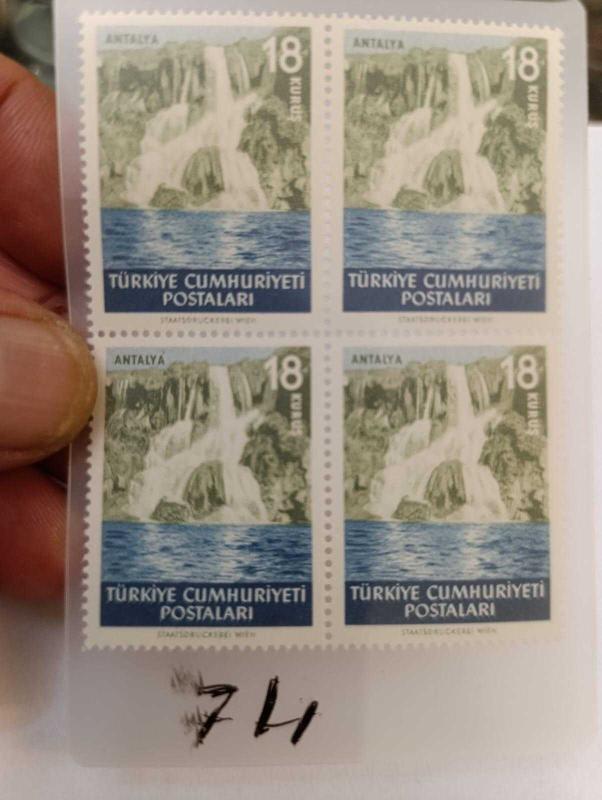 ANTALYA 18 KURUŞ
TÜRKİYE CUMHURİYETİ
POSTALARI
STAATSDRUCKEREI WIEN
ANTALYA 18 KURUŞ
TÜRKİYE CUMHURİYETİ
POSTALARI
STAATSDRUCKEREI WIEN
ANTALYA 18 KURUŞ
TÜRKİYE CUMHURİYETİ
POSTALARI
STAATSDRUCKEREI WIEN
ANTALYA 18 KURUŞ
TÜRKİYE CUMHURİYETİ
POSTALARI
STAATSDRUCKEREI WIEN
74